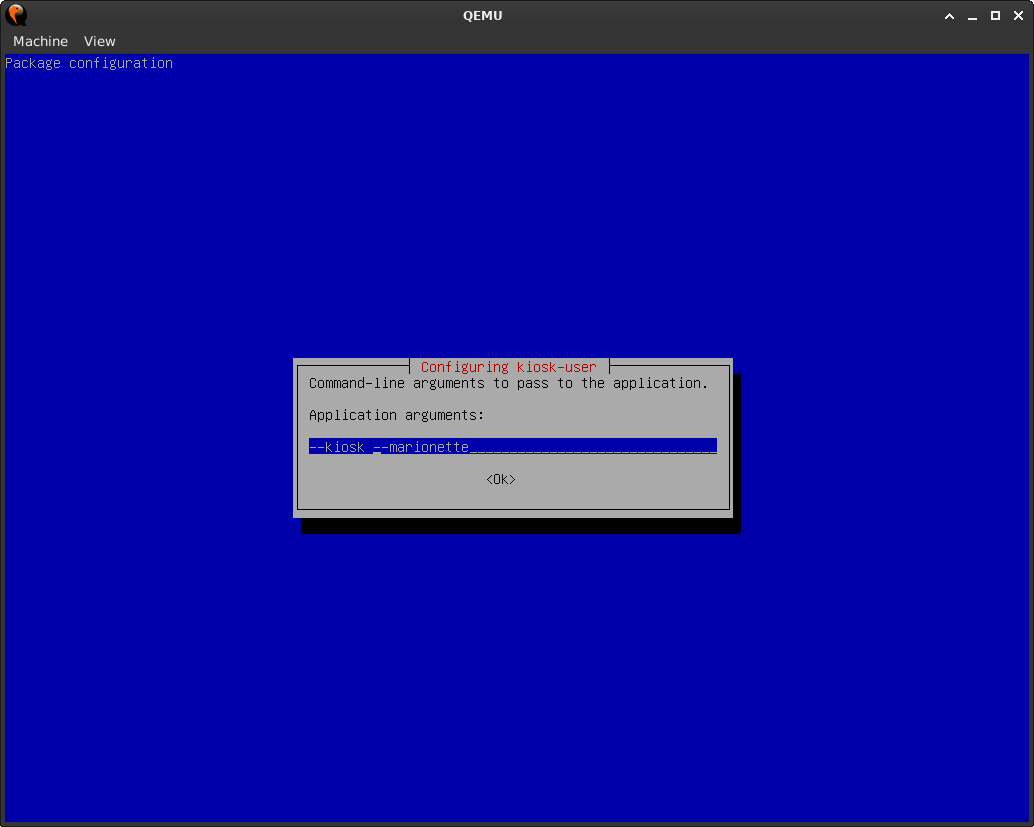 QEMU
Machine View
Package configuration
Configuring kiosk-user
Command-line arguments to pass to the application.
Application arguments:
--kiosk --marionette_______________________________
<Ok>